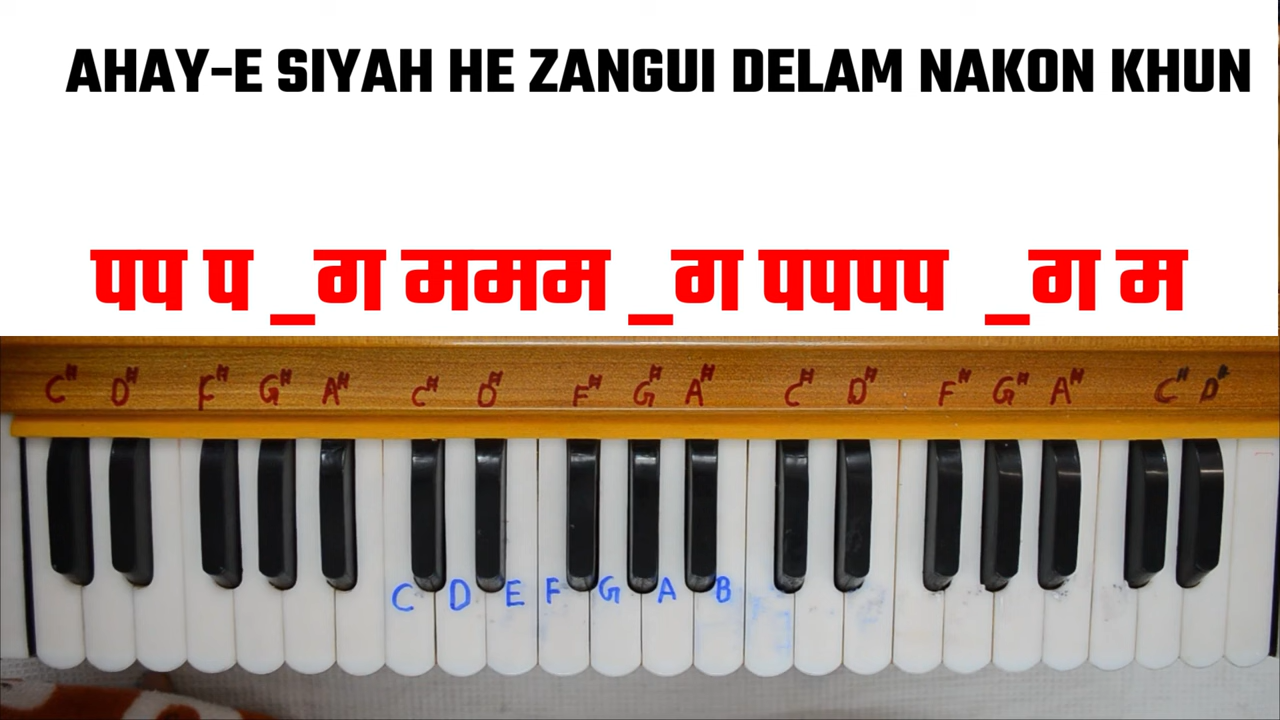 AHAY-E SIYAH HE ZANGUI DELAM NAKON KHUN
पप प _ग ममम _ग पपपप _ग म
C# D# F# G# A# C# D# F# G# A# C# D# F# G# A# C# D#
C D E F G A B